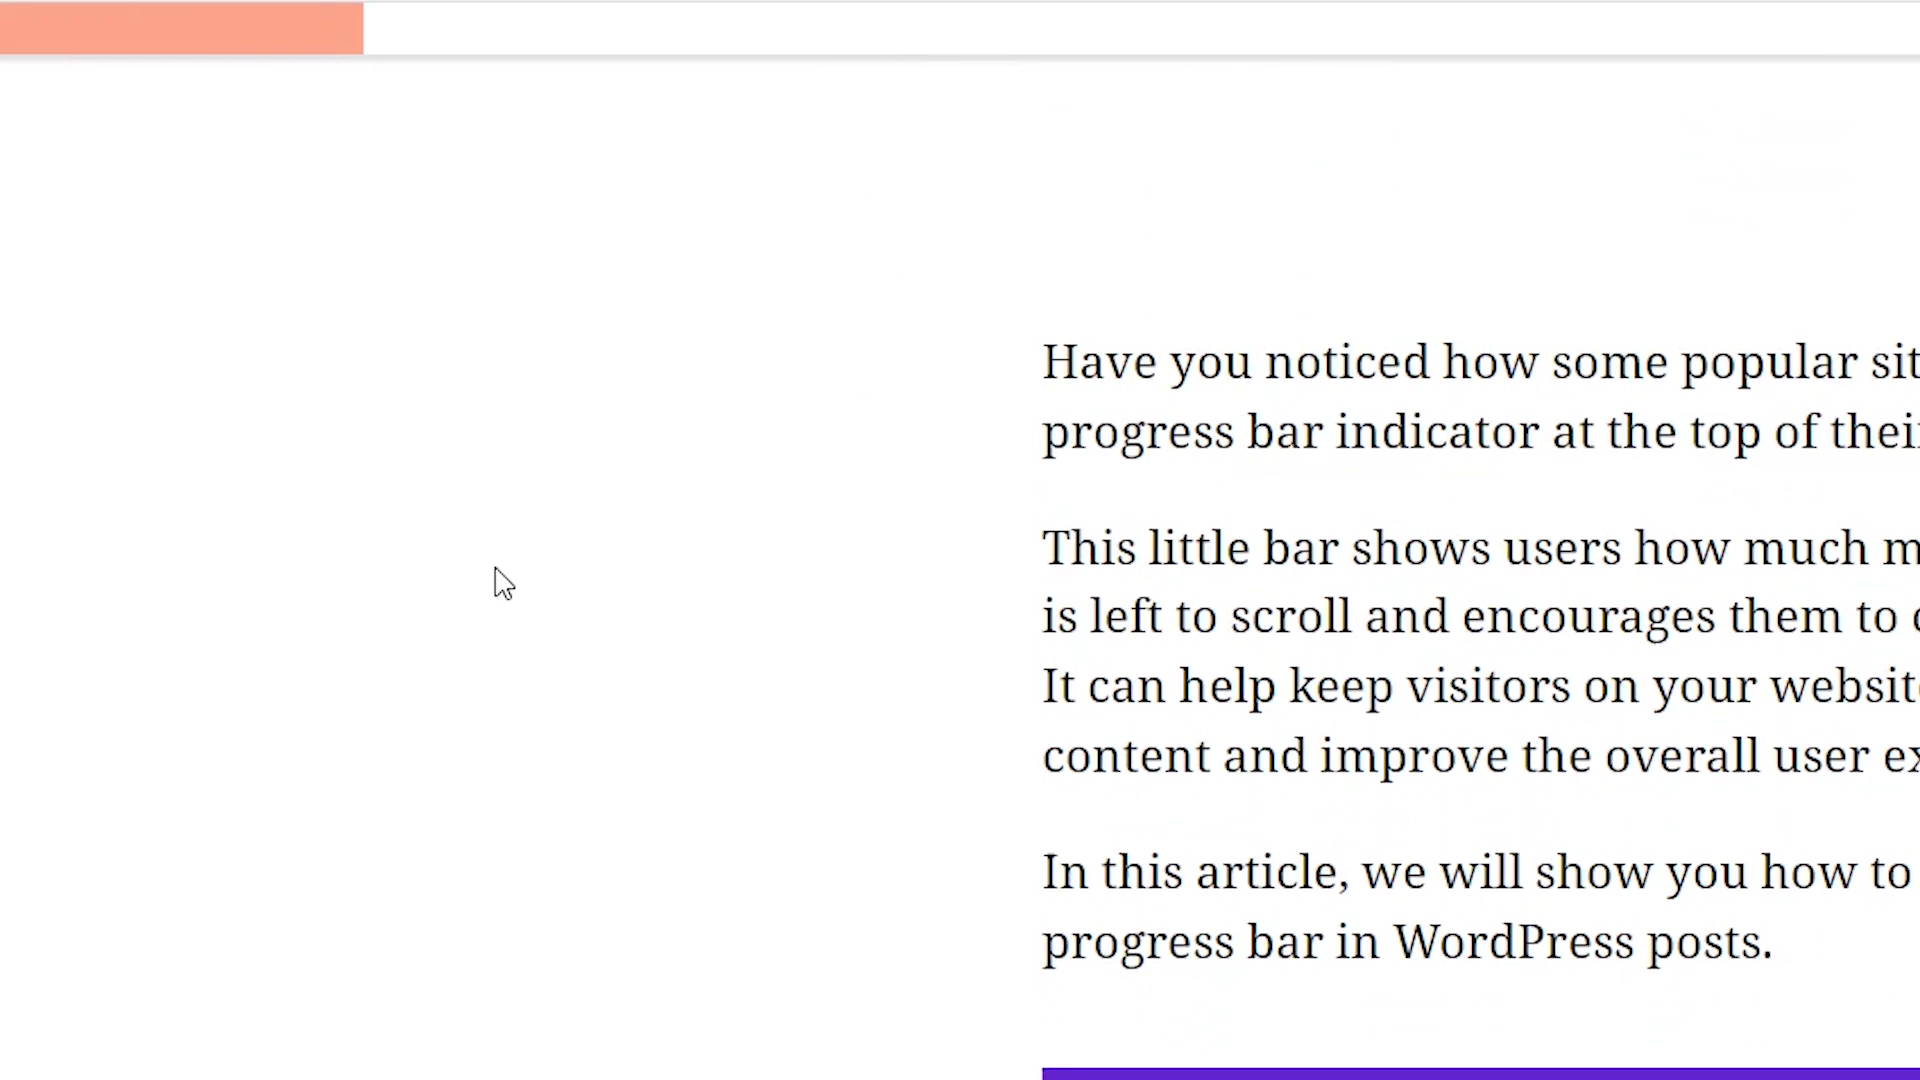 Have you noticed how some popular sit
progress bar indicator at the top of thei
This little bar shows users how much m
is left to scroll and encourages them to
It can help keep visitors on your websit
content and improve the overall user ex
In this article, we will show you how to
progress bar in WordPress posts.